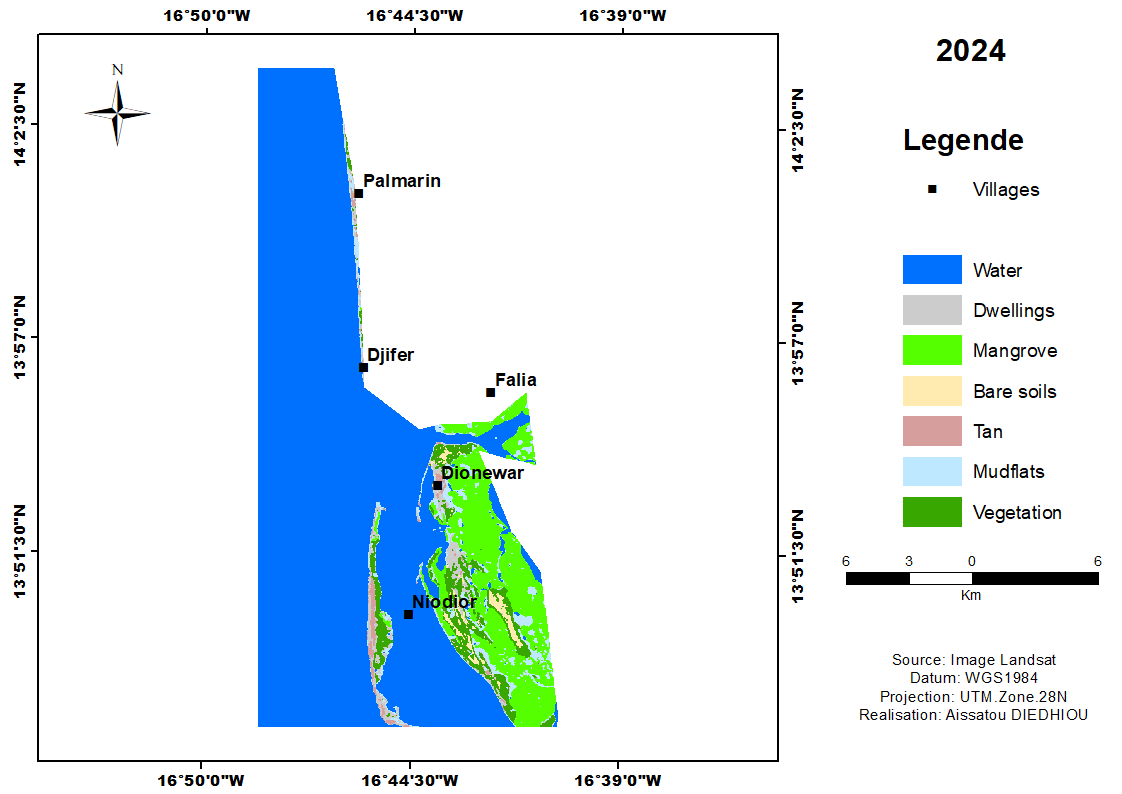 16°50'0"W 16°44'30"W 16°39'0"W
2024
N
14°2'30"N
14°2'30"N
Legende
Villages
Palmarin
Water
Dwellings
13°57'0"N
13°57'0"N
Djifer
Mangrove
Falia
Bare soils
Tan
Dionewar
Mudflats
Vegetation
13°51'30"N
13°51'30"N
6 3 0 6
Km
Niodior
Source: Image Landsat
Datum: WGS1984
Projection: UTM.Zone.28N
Realisation: Aissatou DIEDHIOU
16°50'0"W 16°44'30"W 16°39'0"W